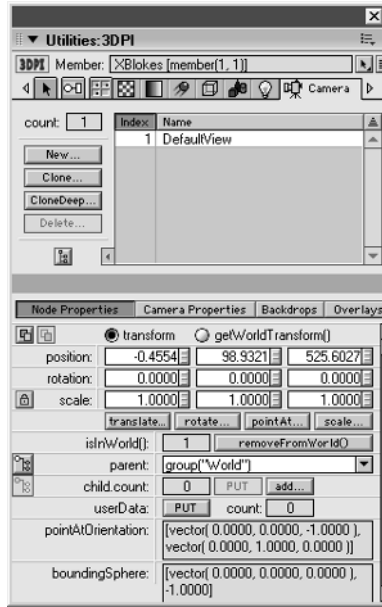 Utilities:3DPI
3DPI Member: XBlokes [member(1, 1)]
Camera
count: 1 Index Name
1 DefaultView
New...
Clone...
CloneDeep...
Delete...
Node Properties Camera Properties Backdrops Overlays
transform getWorldTransform()
position: -0.4554 98.9321 525.6027
rotation: 0.0000 0.0000 0.0000
scale: 1.0000 1.0000 1.0000
translate... rotate... pointAt... scale...
isInWorld(): 1 removeFromWorld()
parent: group("World")
child.count: 0 PUT add...
userData: PUT count: 0
pointAtOrientation: [vector( 0.0000, 0.0000, -1.0000 ),
vector( 0.0000, 1.0000, 0.0000 )]
boundingSphere: [vector( 0.0000, 0.0000, 0.0000 ),
-1.0000]